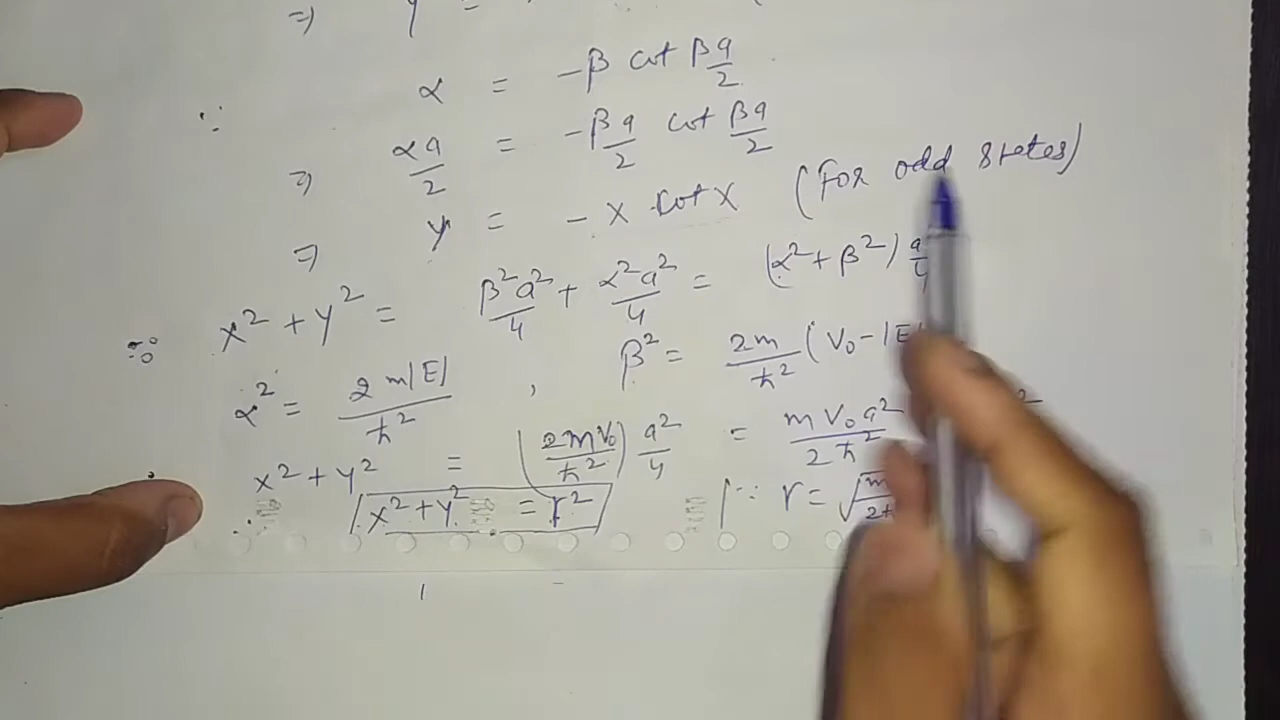 ⇒ y =
∵ α = -β cot βa/2
⇒ αa/2 = -βa/2 cot βa/2
⇒ y = -x cot x (For odd states)
∵ x² + y² = β²a²/4 + α²a²/4 = (α² + β²) a
α² = 2m|E|/ħ² , β² = 2m/ħ² (V₀ - |E|
x² + y² = (2mV₀/ħ²) a²/4 = mV₀a²/2ħ²
∴ x² + y² = r² [∵ r = √m/2ħ